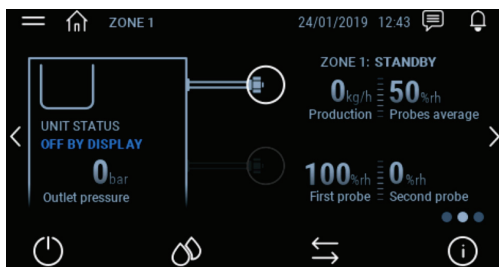 ZONE 1
24/01/2019 12:43
UNIT STATUS
OFF BY DISPLAY
0bar
Outlet pressure
ZONE 1: STANDBY
0kg/h 50%rh
Production Probes average
100%rh 0%rh
First probe Second probe
i